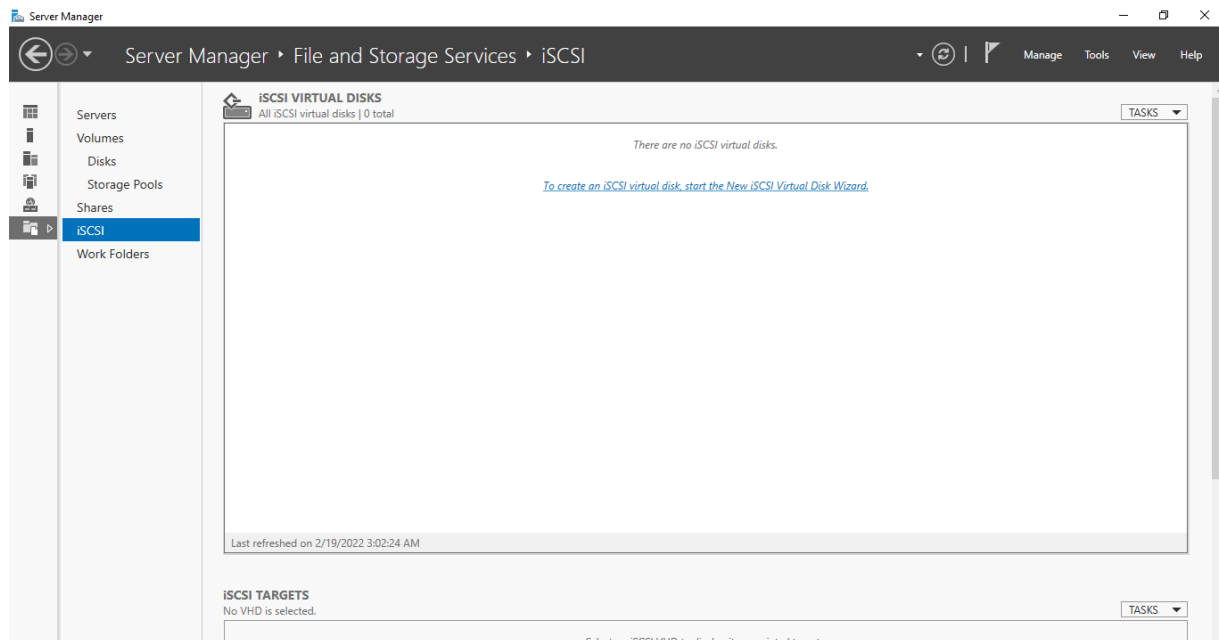 Server Manager
Server Manager ‣ File and Storage Services ‣ iSCSI
Manage Tools View Help
Servers
Volumes
Disks
Storage Pools
Shares
iSCSI
Work Folders
iSCSI VIRTUAL DISKS
All iSCSI virtual disks | 0 total
TASKS
There are no iSCSI virtual disks.
To create an iSCSI virtual disk, start the New iSCSI Virtual Disk Wizard.
Last refreshed on 2/19/2022 3:02:24 AM
iSCSI TARGETS
No VHD is selected.
TASKS